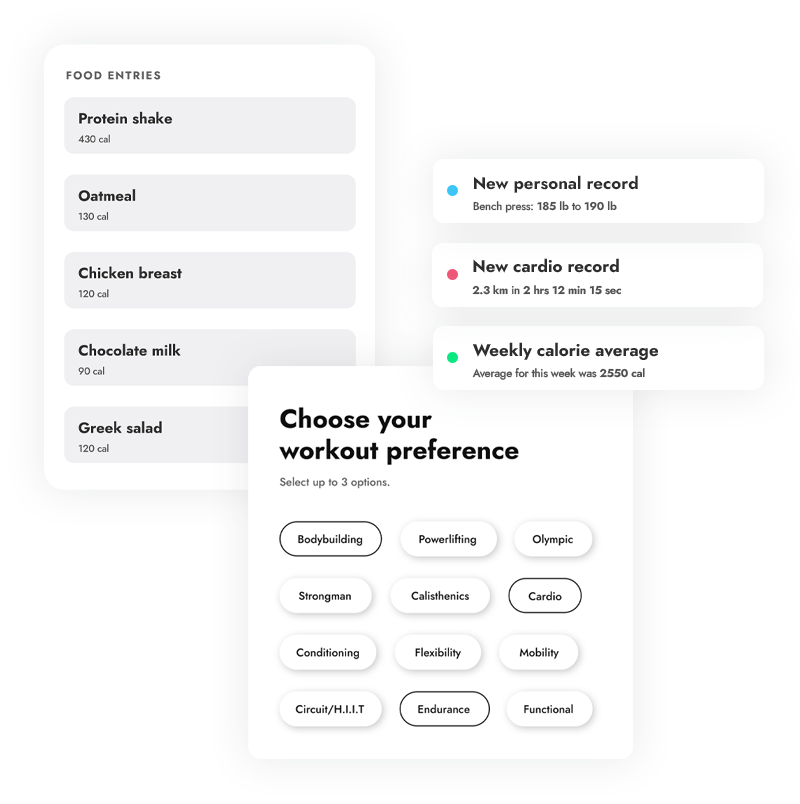 FOOD ENTRIES
Protein shake
430 cal
Oatmeal
130 cal
Chicken breast
120 cal
Chocolate milk
90 cal
Greek salad
120 cal
New personal record
Bench press: 185 lb to 190 lb
New cardio record
2.3 km in 2 hrs 12 min 15 sec
Weekly calorie average
Average for this week was 2550 cal
Choose your
workout preference
Select up to 3 options.
Bodybuilding Powerlifting Olympic
Strongman Calisthenics Cardio
Conditioning Flexibility Mobility
Circuit/H.I.I.T Endurance Functional